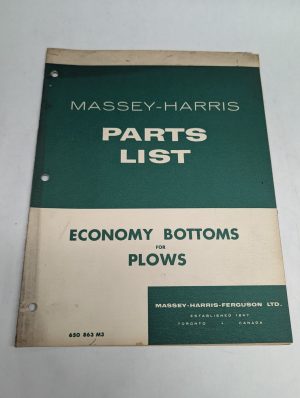 MASSEY-HARRIS
PARTS
LIST
ECONOMY BOTTOMS
FOR
PLOWS
MASSEY-HARRIS-FERGUSON LTD.
ESTABLISHED 1847
TORONTO - CANADA
650 863 M3